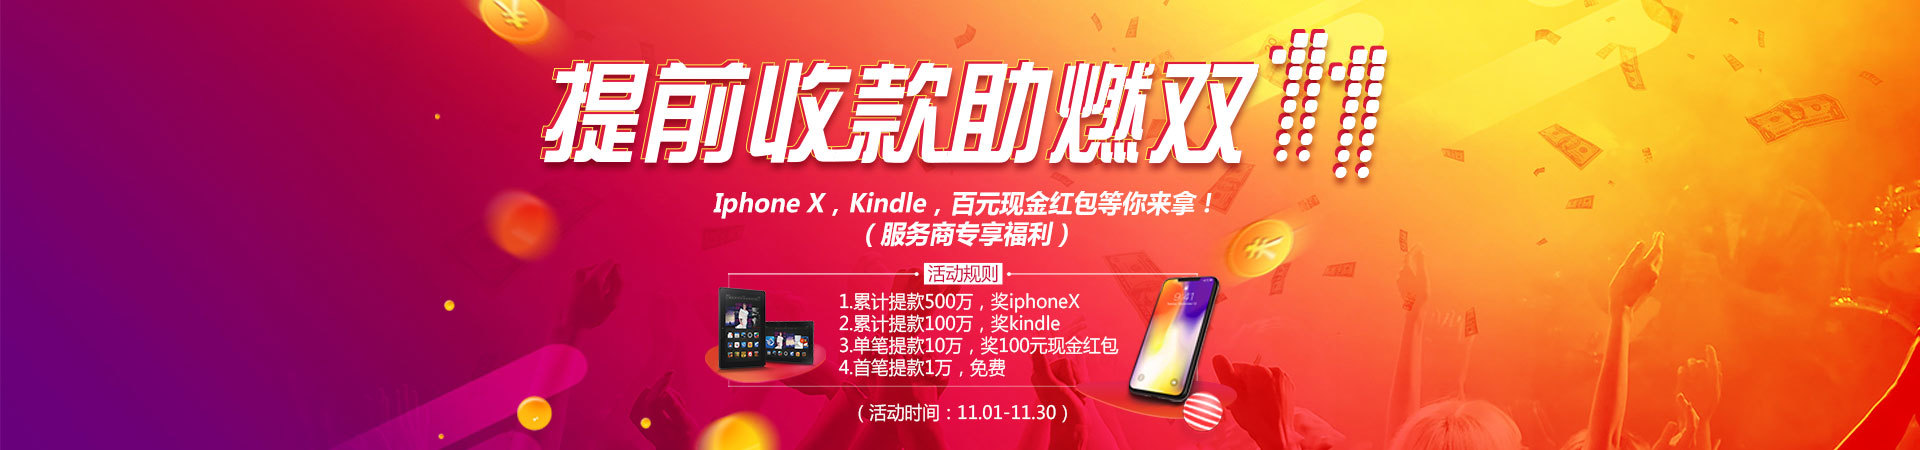 提前收款助燃双11
Iphone X，Kindle，百元现金红包等你来拿！
（服务商专享福利）
活动规则
1.累计提款500万，奖iphoneX
2.累计提款100万，奖kindle
3.单笔提款10万，奖100元现金红包
4.首笔提款1万，免费
9:41
（活动时间：11.01-11.30）